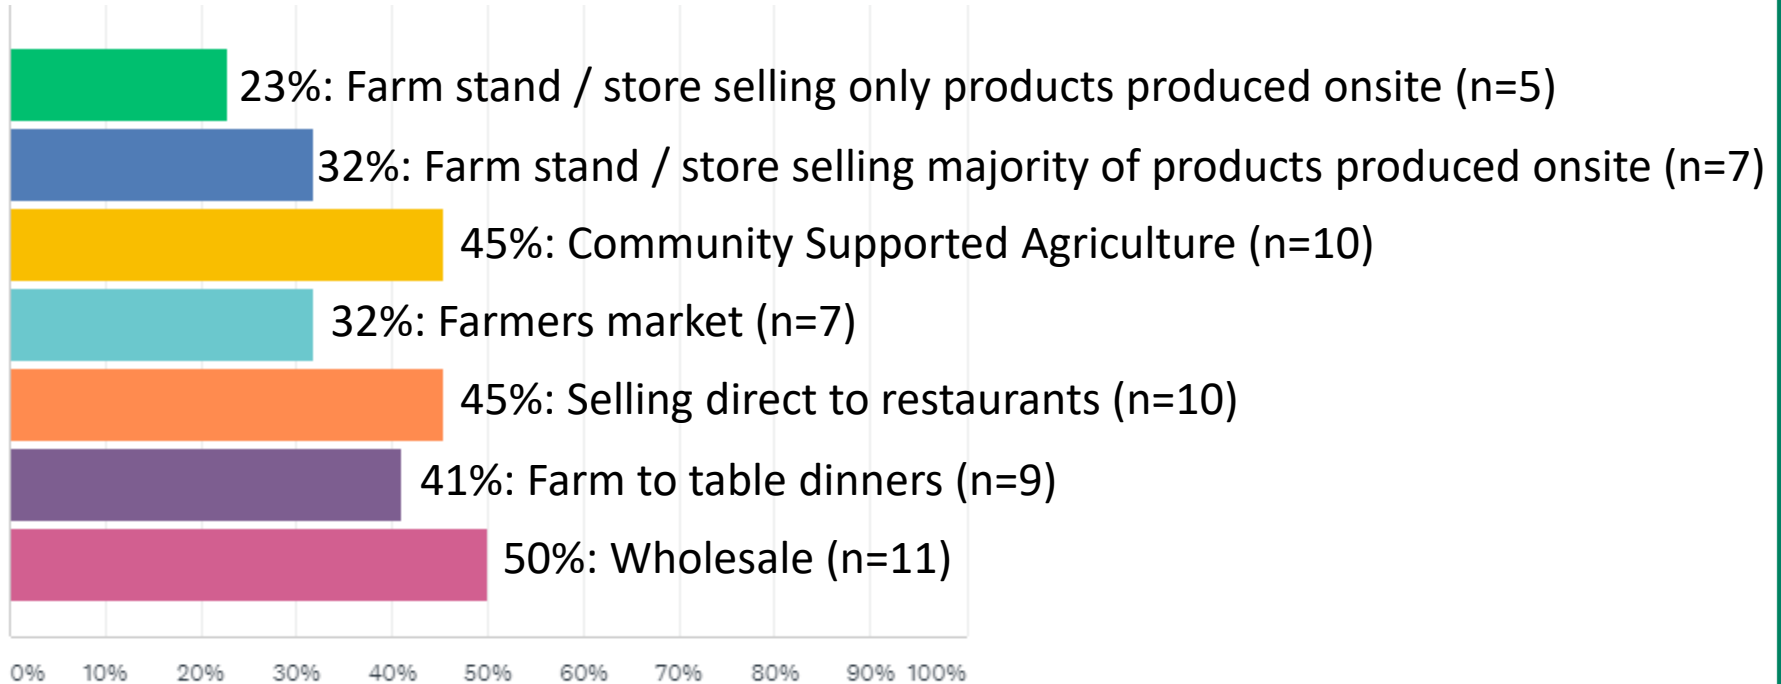 23%: Farm stand / store selling only products produced onsite (n=5)
32%: Farm stand / store selling majority of products produced onsite (n=7)
45%: Community Supported Agriculture (n=10)
32%: Farmers market (n=7)
45%: Selling direct to restaurants (n=10)
41%: Farm to table dinners (n=9)
50%: Wholesale (n=11)
0% 10% 20% 30% 40% 50% 60% 70% 80% 90% 100%